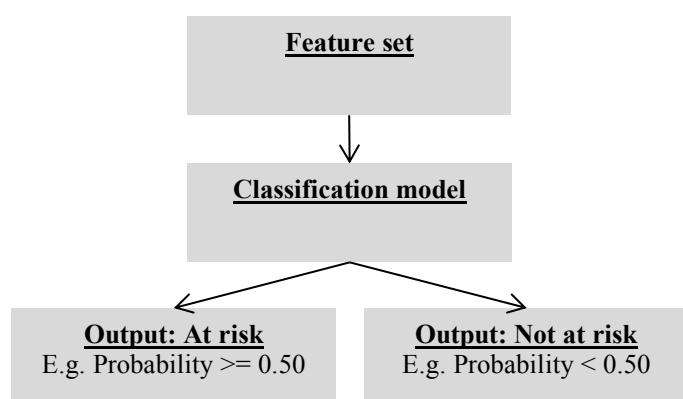 Feature set
Classification model
Output: At risk
E.g. Probability >= 0.50
Output: Not at risk
E.g. Probability < 0.50